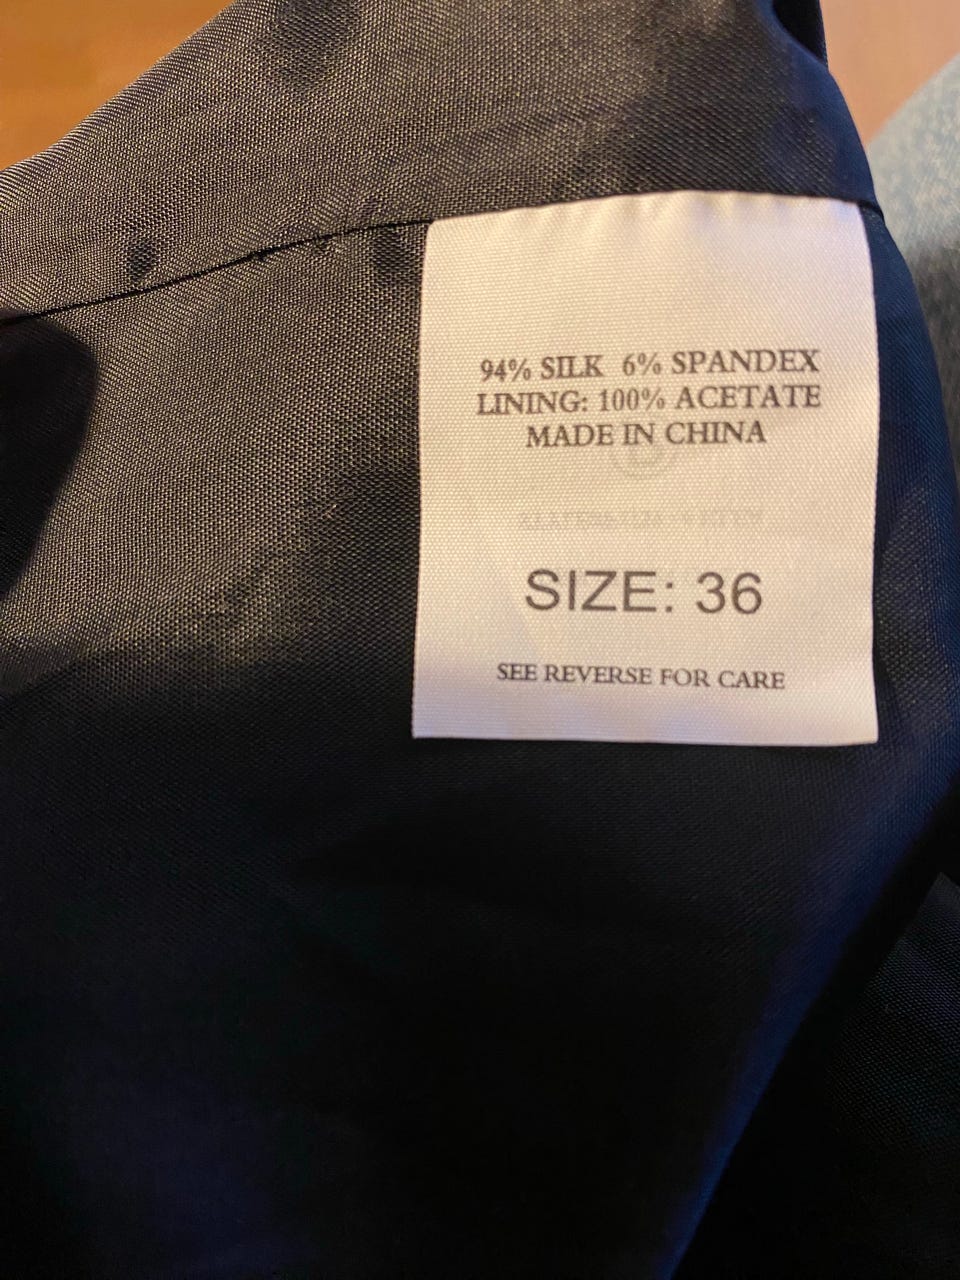 94% SILK 6% SPANDEX
LINING: 100% ACETATE
MADE IN CHINA
SIZE: 36
SEE REVERSE FOR CARE